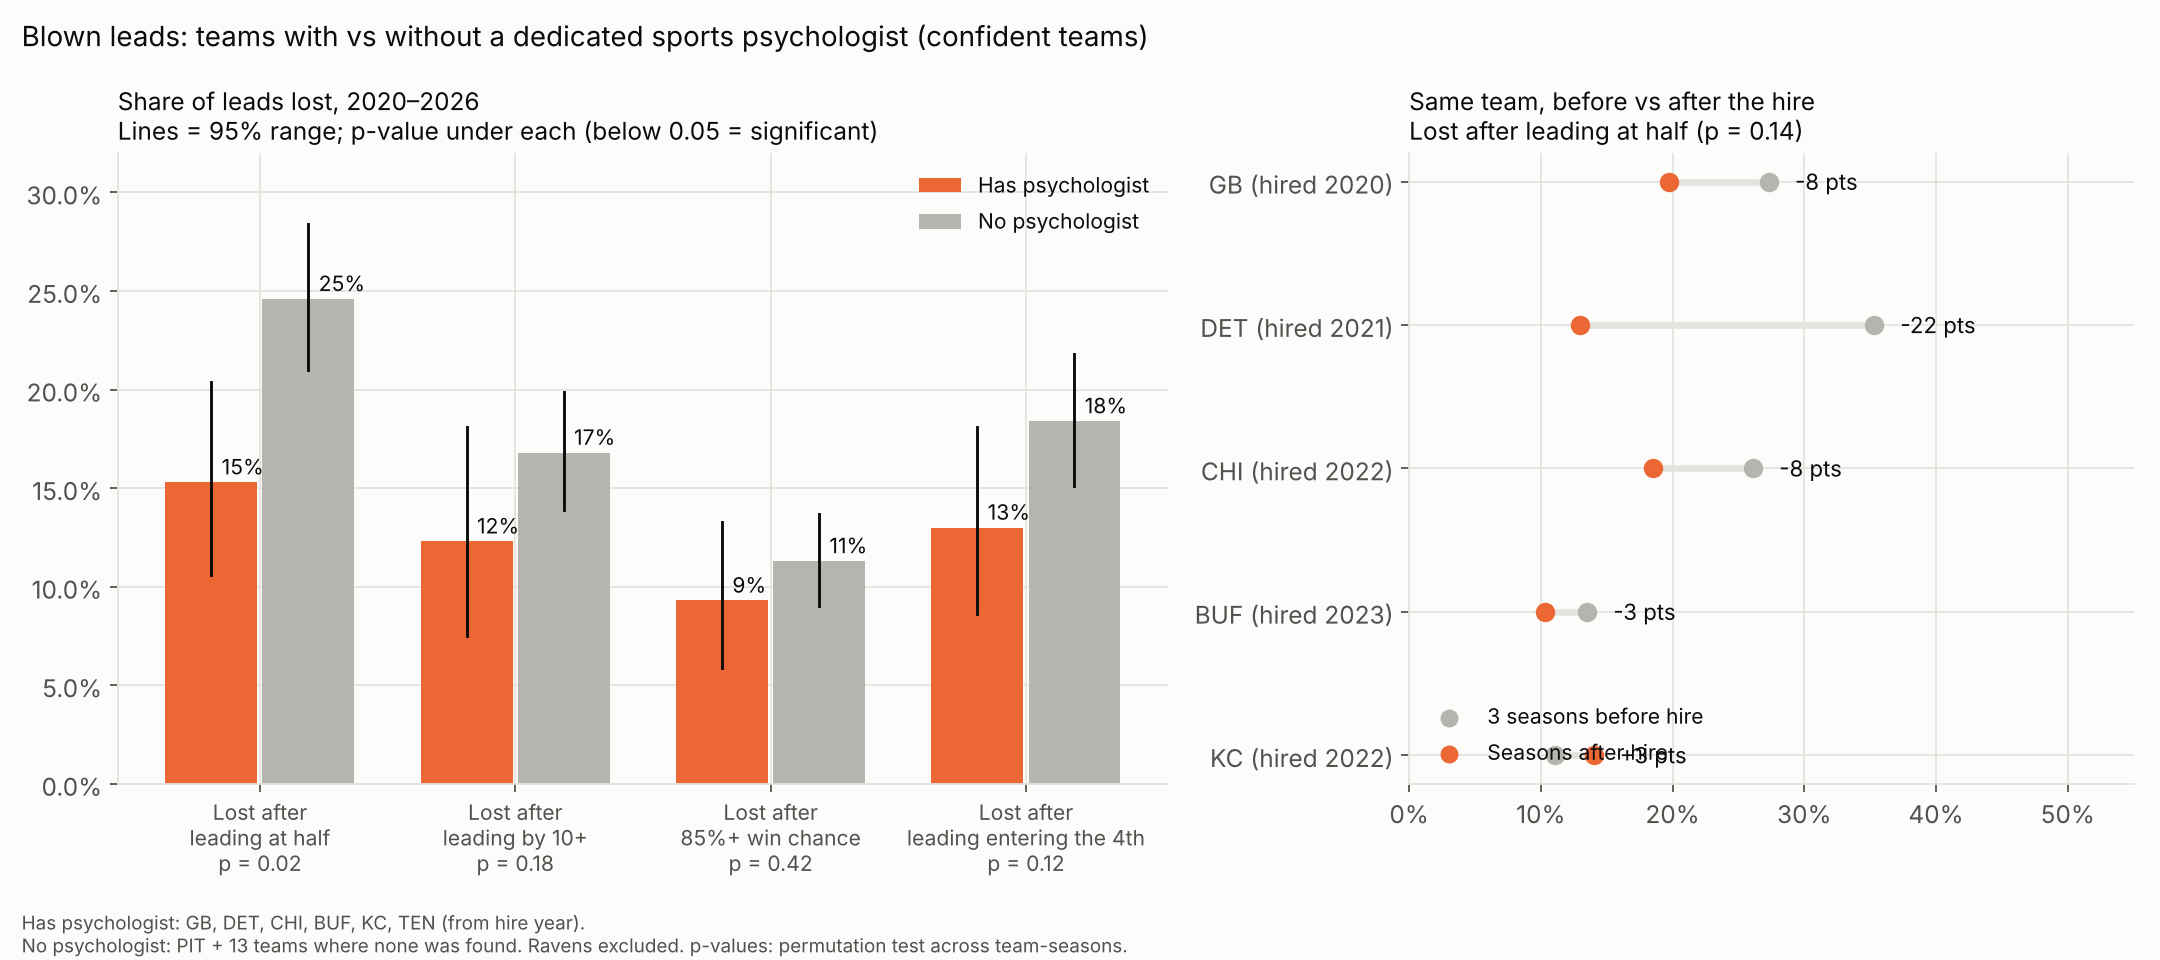 Blown leads: teams with vs without a dedicated sports psychologist (confident teams)
Share of leads lost, 2020–2026
Lines = 95% range; p-value under each (below 0.05 = significant)
30.0%
25.0%
20.0%
15.0%
10.0%
5.0%
0.0%
Has psychologist
No psychologist
15%
25%
12%
17%
9%
11%
13%
18%
Lost after
leading at half
p = 0.02
Lost after
leading by 10+
p = 0.18
Lost after
85%+ win chance
p = 0.42
Lost after
leading entering the 4th
p = 0.12
Same team, before vs after the hire
Lost after leading at half (p = 0.14)
GB (hired 2020)
-8 pts
DET (hired 2021)
-22 pts
CHI (hired 2022)
-8 pts
BUF (hired 2023)
-3 pts
3 seasons before hire
Seasons after hire
KC (hired 2022)
+3 pts
0%
10%
20%
30%
40%
50%
Has psychologist: GB, DET, CHI, BUF, KC, TEN (from hire year).
No psychologist: PIT + 13 teams where none was found. Ravens excluded. p-values: permutation test across team-seasons.